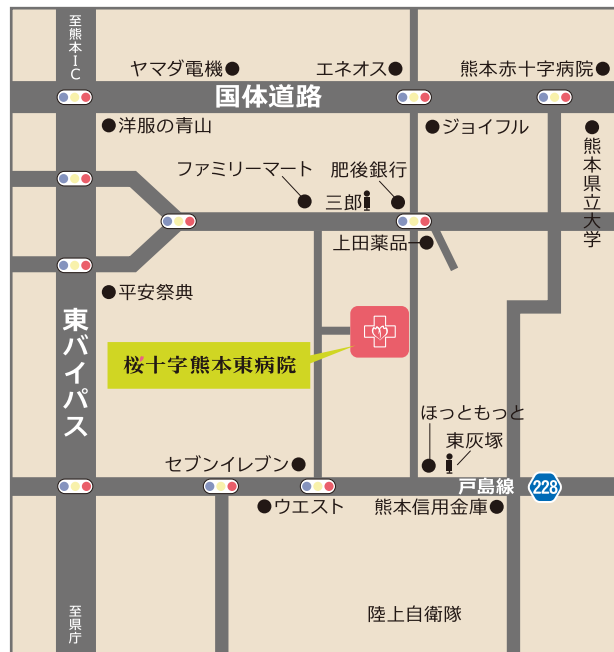 至熊本IC
ヤマダ電機
エネオス
熊本赤十字病院
国体道路
洋服の青山
ジョイフル
熊本県立大学
ファミリーマート
肥後銀行
三郎
上田薬品
平安祭典
東バイパス
桜十字熊本東病院
ほっともっと
東灰塚
セブンイレブン
戸島線
228
ウエスト
熊本信用金庫
至県庁
陸上自衛隊